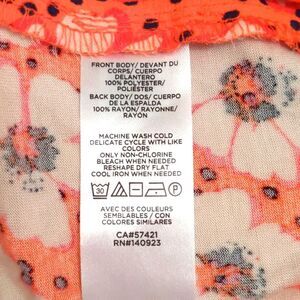 FRONT BODY/ DEVANT DU
CORPS/ CUERPO
DELANTERO
100% POLYESTER/
POLIÉSTER
BACK BODY/ DOS/ CUERPO
DE LA ESPALDA
100% RAYON/ RAYONNE/
RAYÓN
MACHINE WASH COLD
DELICATE CYCLE WITH LIKE
COLORS
ONLY NON-CHLORINE
BLEACH WHEN NEEDED
RESHAPE DRY FLAT
COOL IRON WHEN NEEDED
30
P
AVEC DES COULEURS
SEMBLABLES / CON
COLORES SIMILARES
CA#57421
RN#140923